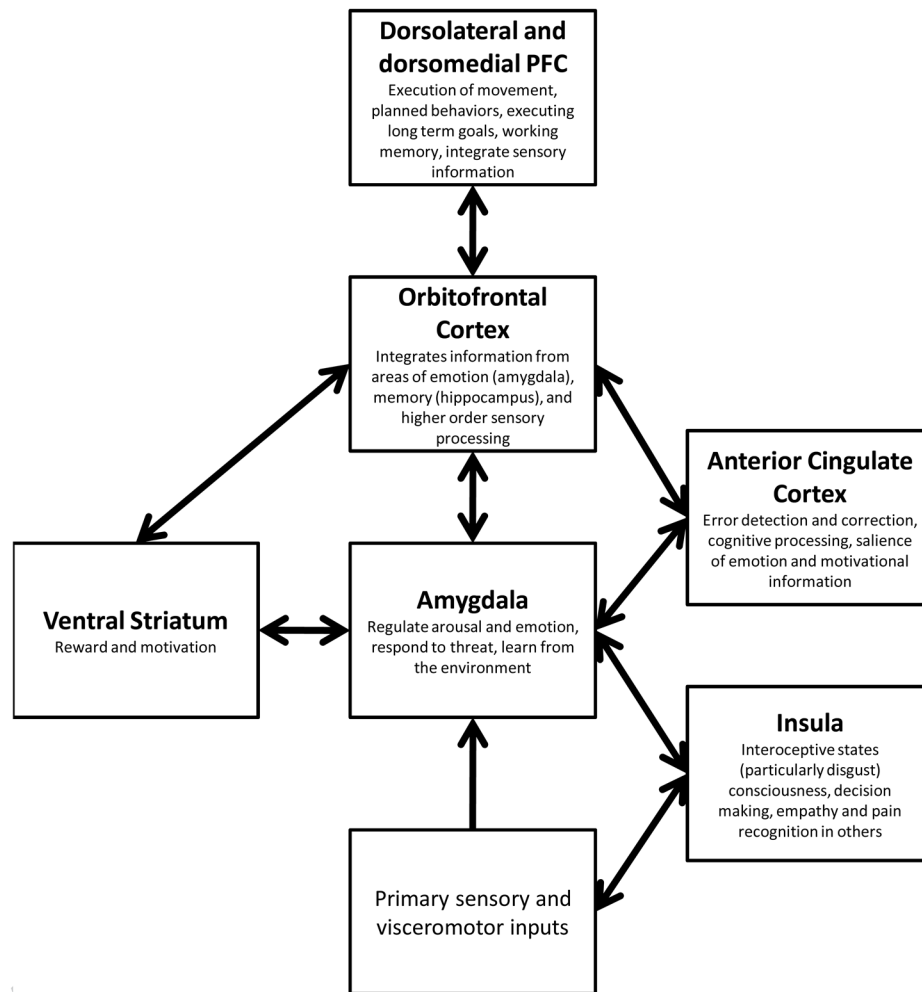 Dorsolateral and
dorsomedial PFC
Execution of movement,
planned behaviors, executing
long term goals, working
memory, integrate sensory
information
Orbitofrontal
Cortex
Integrates information from
areas of emotion (amygdala),
memory (hippocampus), and
higher order sensory
processing
Anterior Cingulate
Cortex
Error detection and correction,
cognitive processing, salience
of emotion and motivational
information
Ventral Striatum
Reward and motivation
Amygdala
Regulate arousal and emotion,
respond to threat, learn from
the environment
Insula
Interoceptive states
(particularly disgust)
consciousness, decision
making, empathy and pain
recognition in others
Primary sensory and
visceromotor inputs